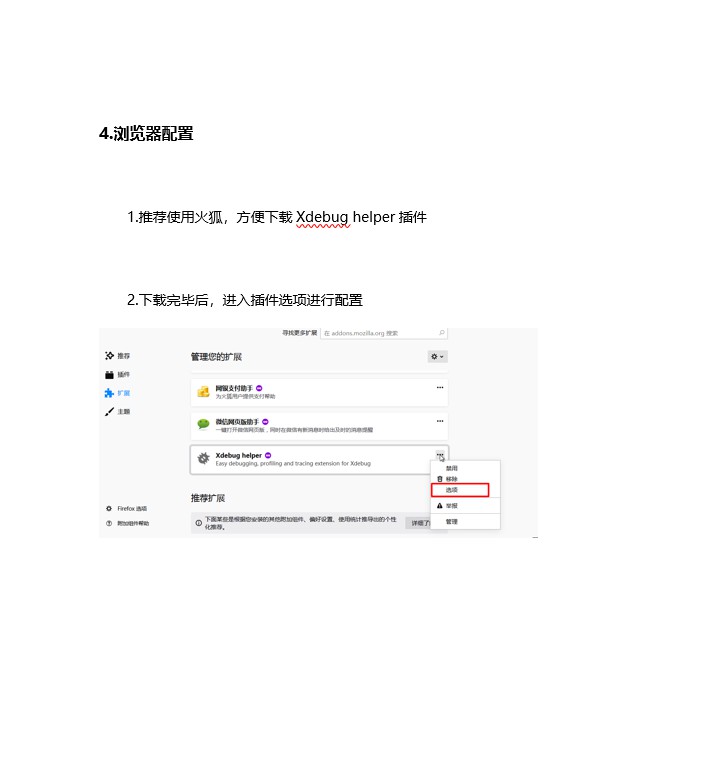 4.浏览器配置
1.推荐使用火狐，方便下载 Xdebug helper 插件
2.下载完毕后，进入插件选项进行配置
寻找更多扩展 在 addons.mozilla.org 搜索
推荐
管理您的扩展
插件
扩展
主题
网银支付助手
为火狐用户提供支付帮助
微信网页版助手
一键打开微信网页版，同时在微信有新消息时给出及时的消息提醒
Xdebug helper
Easy debugging, profiling and tracing extension for Xdebug
禁用
移除
选项
举报
管理
推荐扩展
Firefox 选项
附加组件帮助
下面某些是根据您安装的其他附加组件、偏好设置、使用统计推导出的个性
化推荐。
详细了